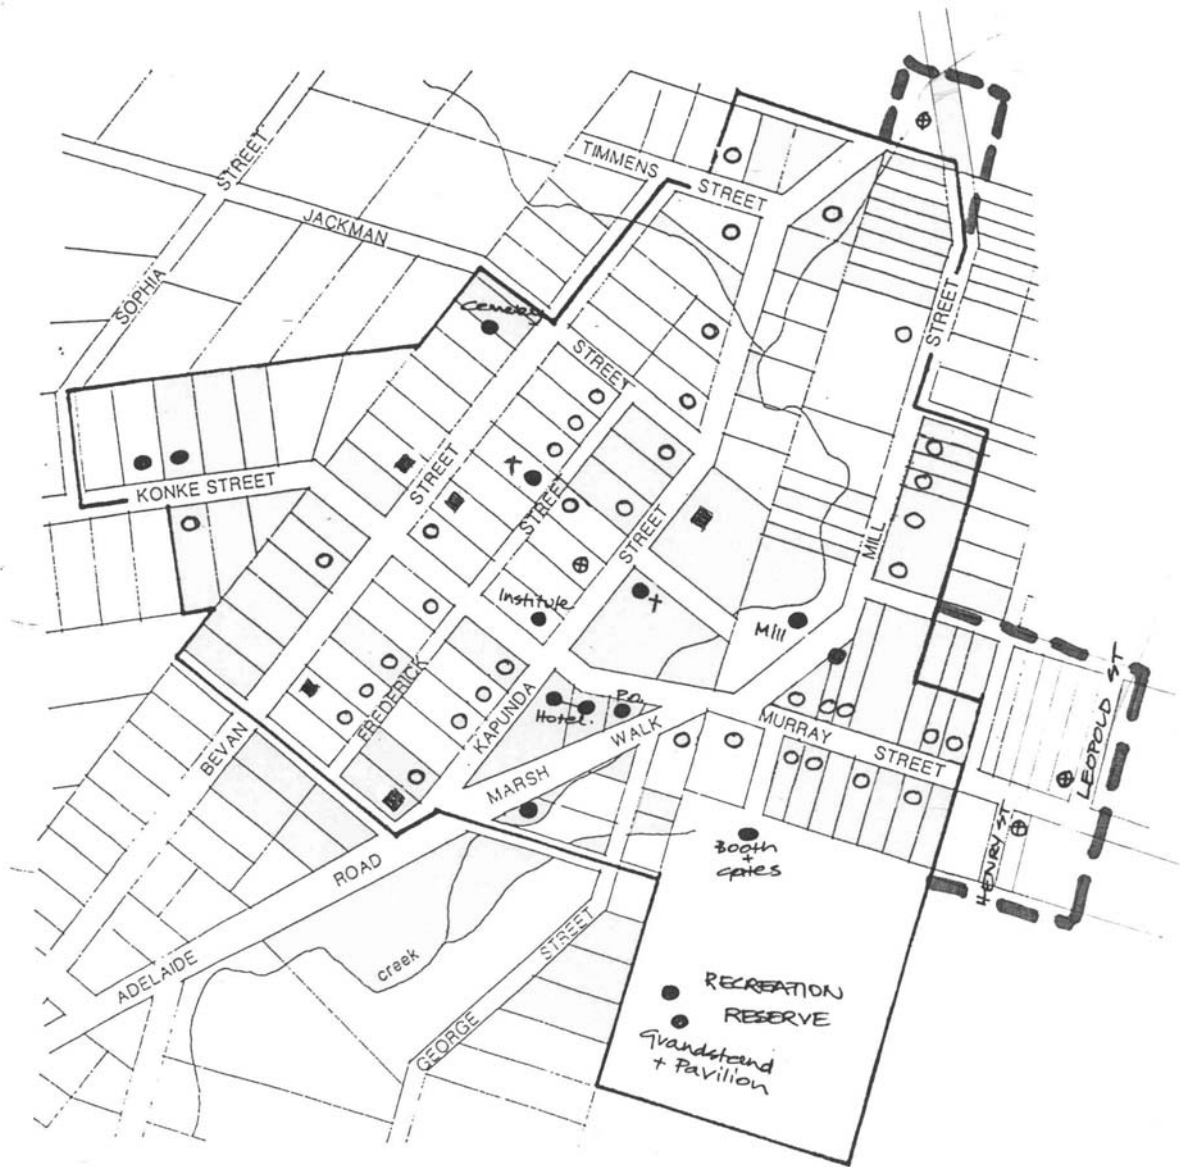 TIMMENS
STREET
STREET
JACKMAN
SOPHIA
STREET
Cemetery
STREET
STREET
KONKE STREET
STREET
STREET
MILL
Institute
Mill
FREDERICK
KAPUNDA
P.O.
Hotel.
WALK
MURRAY
STREET
LEOPOLD ST
BEVAN
MARSH
HENRY ST
ROAD
Booth
+
gates
STREET
creek
ADELAIDE
RECREATION
RESERVE
GEORGE
Grandstand
+ Pavilion